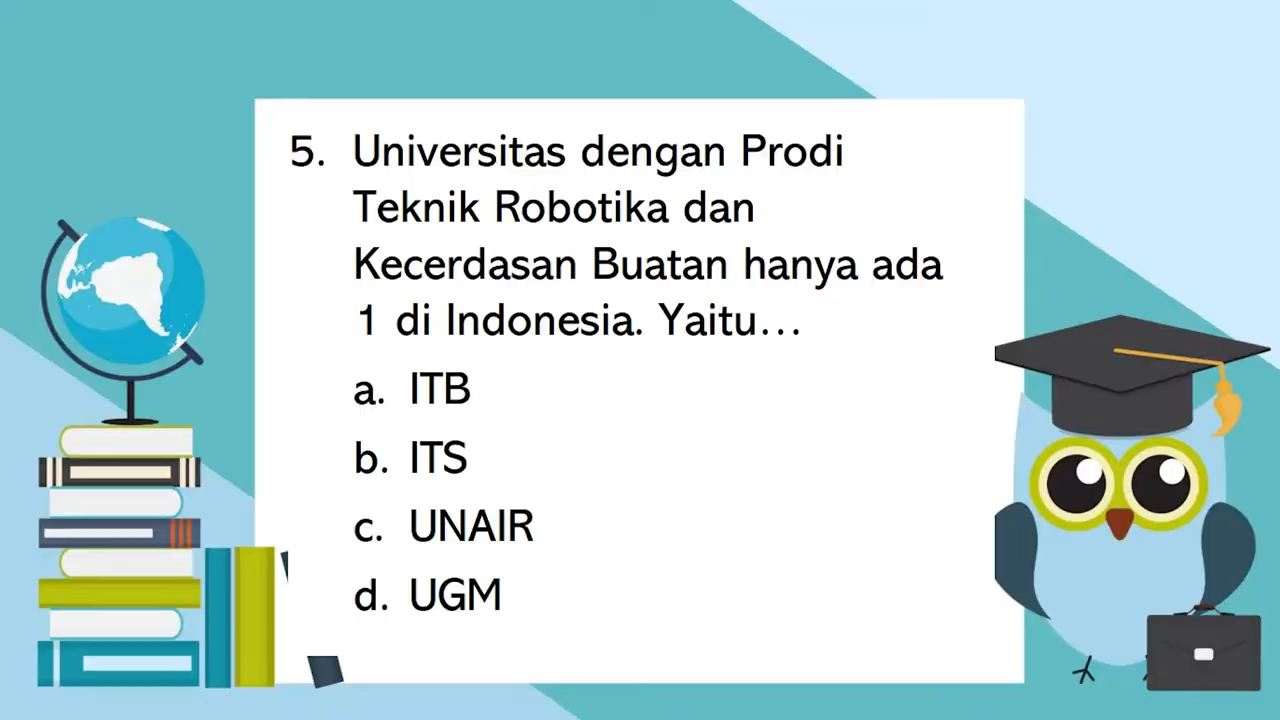 5. Universitas dengan Prodi
Teknik Robotika dan
Kecerdasan Buatan hanya ada
1 di Indonesia. Yaitu...
a. ITB
b. ITS
c. UNAIR
d. UGM